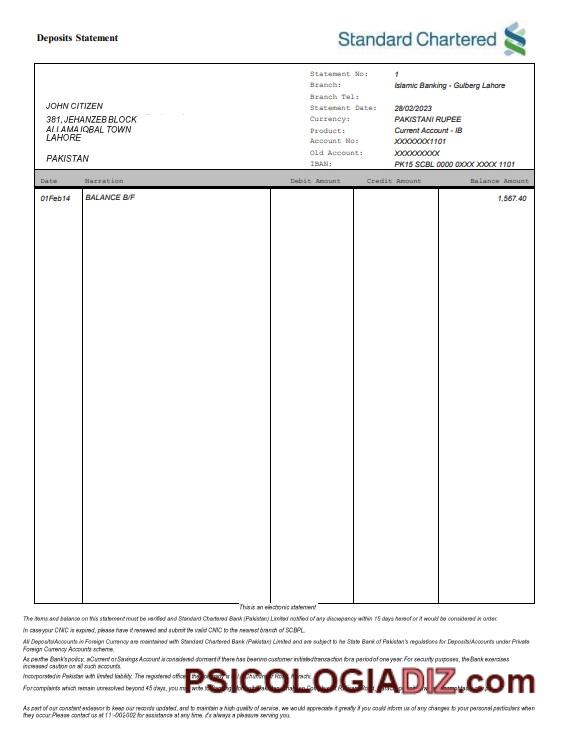 Deposits Statement
Standard Chartered
Statement No: 1
Branch: Islamic Banking - Gulberg Lahore
Branch Tel:
JOHN CITIZEN
Statement Date: 28/02/2023
381, JEHANZEB BLOCK
Currency: PAKISTANI RUPEE
ALLAMA IQBAL TOWN
Product: Current Account - IB
LAHORE
Account No: XXXXXXX1101
Old Account: XXXXXXXXX
PAKISTAN
IBAN: PK15 SCBL 0000 0XXX XXXX 1101
Date Narration Debit Amount Credit Amount Balance Amount
01Feb14 BALANCE B/F 1,567.40
This is an electronic statement
The items and balance on this statement must be verified and Standard Chartered Bank (Pakistan) Limited notified of any discrepancy within 15 days hereof or it would be considered in order.
In case your CNIC is expired, please have it renewed and submit the valid CNIC to the nearest branch of SCBPL.
All Deposits/Accounts in Foreign Currency are maintained with Standard Chartered Bank (Pakistan) Limited and are subject to he State Bank of Pakistan's regulations for Deposits/Accounts under Private
Foreign Currency Accounts scheme.
As per the Bank's policy, a Current or Savings Account is considered dormant if there has been no customer initiated transaction for a period of one year. For security purposes, the Bank exercises
increased caution on all such accounts.
Incorporated in Pakistan with limited liability. The registered office
For complaints which remain unresolved beyond 45 days, you may
PSICOLOGIADIZ.com
As part of our constant endeavor to keep our records updated, and to maintain a high quality of service, we would appreciate it greatly if you could inform us of any changes to your personal particulars when
they occur. Please contact us at for assistance at any time, it's always a pleasure serving you.